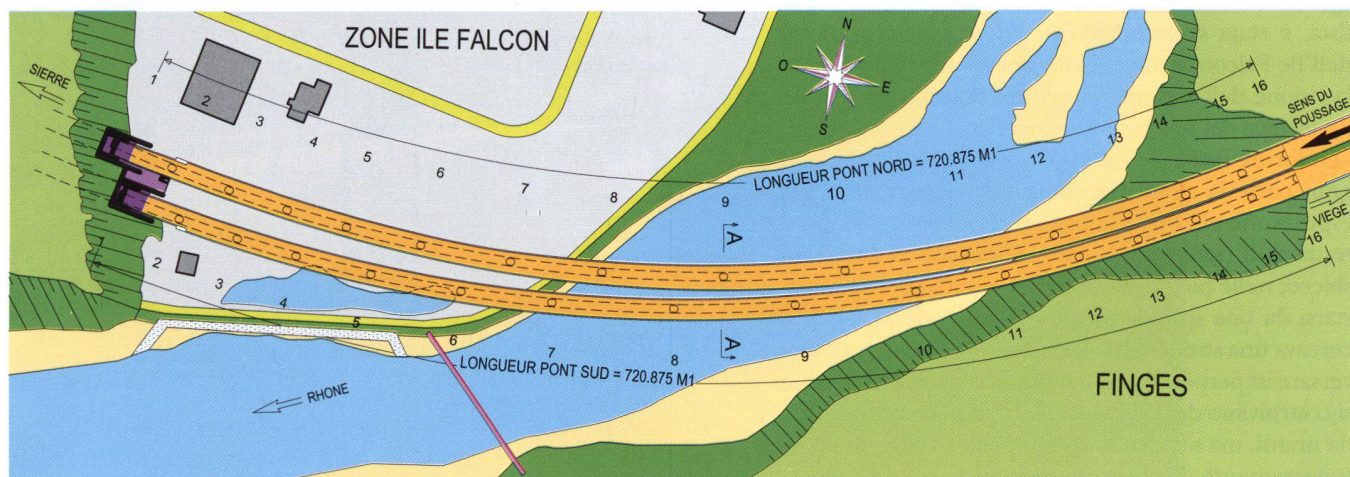 ZONE ILE FALCON
SIERRE
N
O
E
S
1
2
3
4
5
6
7
8
9
10
11
12
13
14
15
16
LONGUEUR PONT NORD = 720.875 M1
SENS DU
POUSSAGE
VIEGE
A
A
1
2
3
4
5
6
7
8
9
10
11
12
13
14
15
16
LONGUEUR PONT SUD = 720.875 M1
RHONE
FINGES